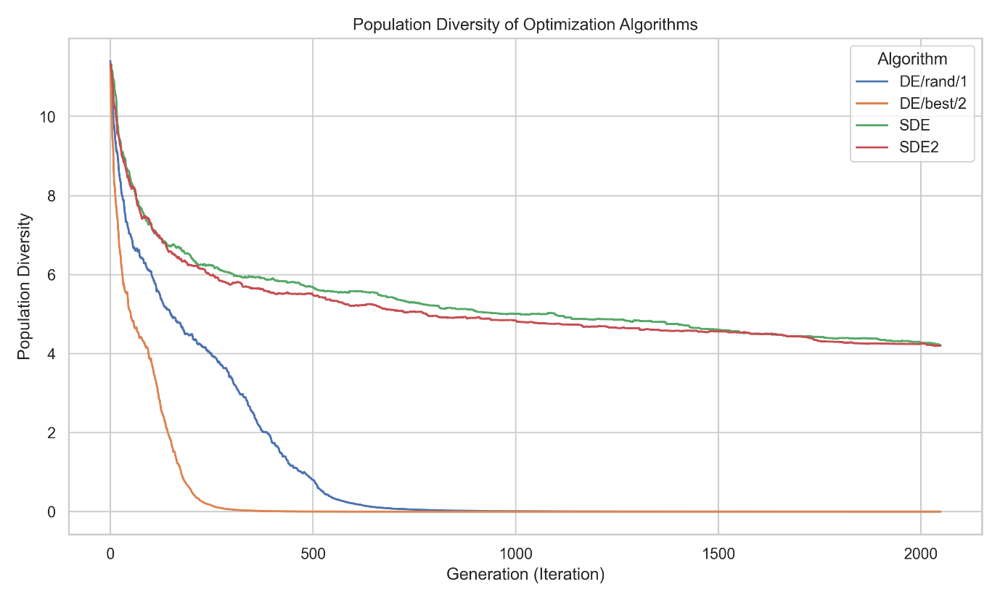 Population Diversity of Optimization Algorithms
Algorithm
DE/rand/1
DE/best/2
SDE
SDE2
Population Diversity
10
8
6
4
2
0
0
500
1000
1500
2000
Generation (Iteration)